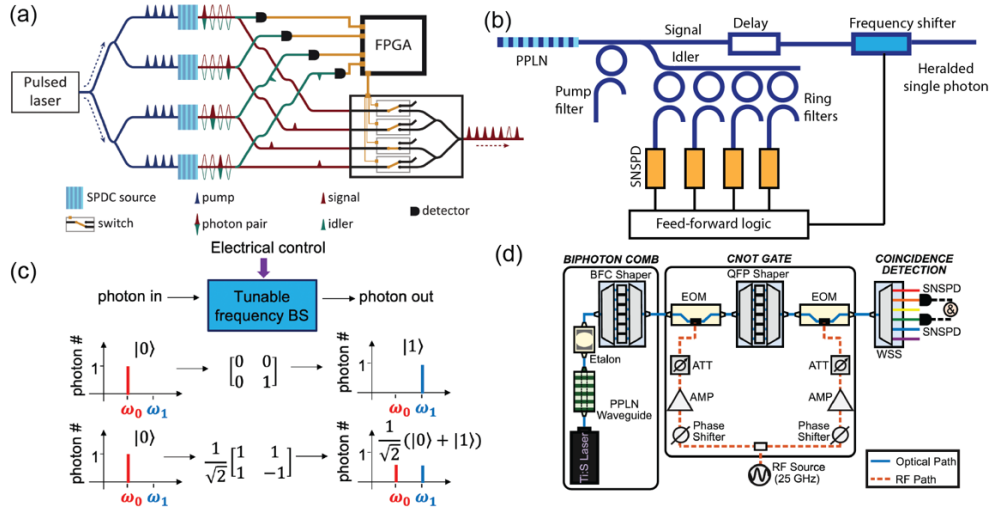 (a)
Pulsed
laser
FPGA
SPDC source
pump
signal
detector
switch
photon pair
idler
(b)
Signal
Delay
Frequency shifter
PPLN
Idler
Pump
filter
Ring
filters
Heralded
single photon
SNSPD
Feed-forward logic
(c)
Electrical control
photon in
Tunable
frequency BS
photon out
photon #
1
|0⟩
ω₀ ω₁
[0 0
0 1]
photon #
1
|1⟩
ω₀ ω₁
photon #
1
|0⟩
ω₀ ω₁
1/√2 [1 1
1 −1]
photon #
1
1/√2 (|0⟩ + |1⟩)
ω₀ ω₁
(d)
BIPHOTON COMB
BFC Shaper
Etalon
PPLN
Waveguide
Ti:S Laser
CNOT GATE
QFP Shaper
EOM
EOM
ATT
ATT
AMP
AMP
Phase
Shifter
Phase
Shifter
RF Source
(25 GHz)
COINCIDENCE
DETECTION
SNSPD
&
SNSPD
WSS
Optical Path
RF Path